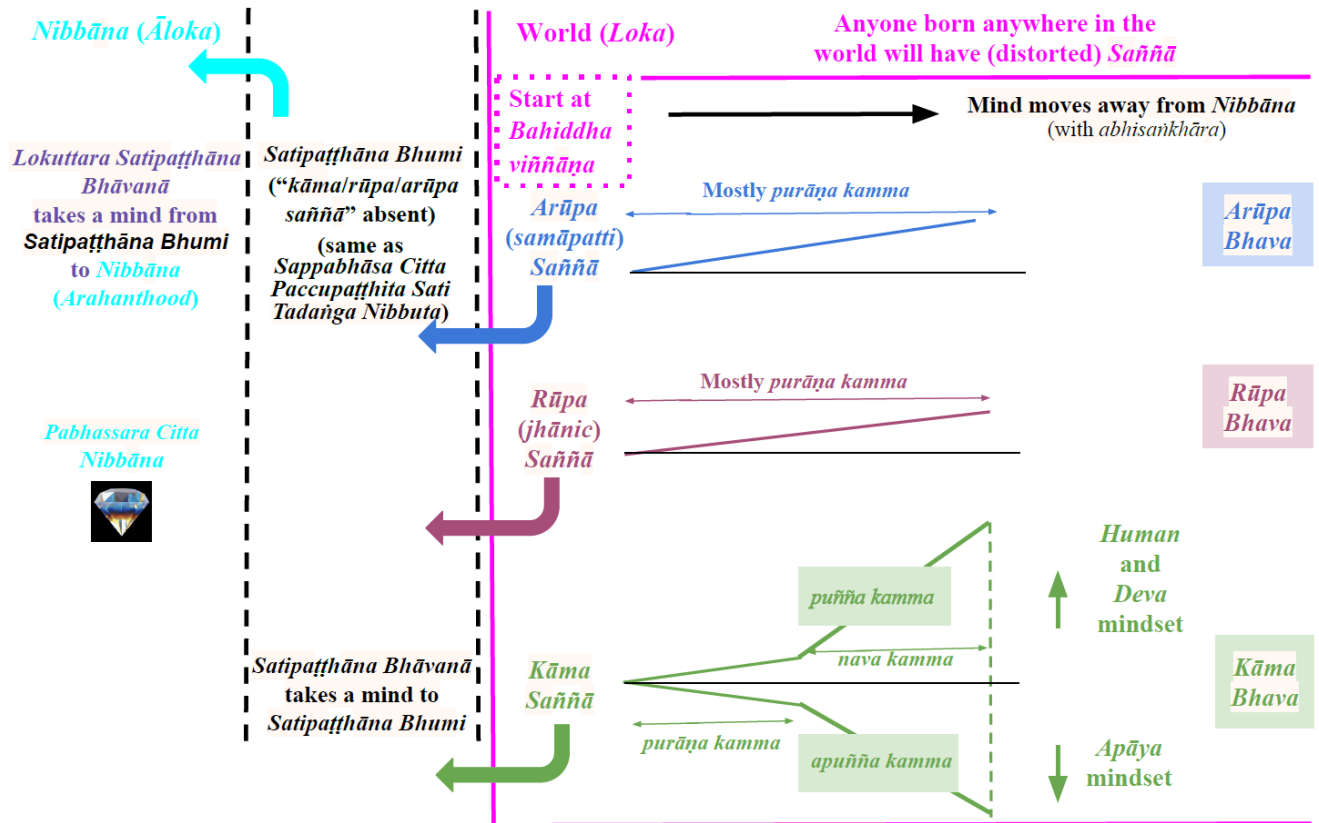 Nibbāna (Āloka)
World (Loka)
Anyone born anywhere in the
world will have (distorted) Saññā
Start at
Bahiddha
viññāṇa
Mind moves away from Nibbāna
(with abhisaṅkhāra)
Lokuttara Satipaṭṭhāna
Bhāvanā
takes a mind from
Satipaṭṭhāna Bhumi
to Nibbāna
(Arahanthood)
Satipaṭṭhāna Bhumi
(“kāma/rūpa/arūpa
saññā” absent)
(same as
Sappabhāsa Citta
Paccupaṭṭhita Sati
Tadaṅga Nibbuta)
Arūpa
(samāpatti)
Saññā
Mostly purāṇa kamma
Arūpa
Bhava
Rūpa
(jhānic)
Saññā
Mostly purāṇa kamma
Rūpa
Bhava
Pabhassara Citta
Nibbāna
Satipaṭṭhāna Bhāvanā
takes a mind to
Satipaṭṭhāna Bhumi
Kāma
Saññā
puñña kamma
nava kamma
purāṇa kamma
apuñña kamma
Human
and
Deva
mindset
Kāma
Bhava
Apāya
mindset